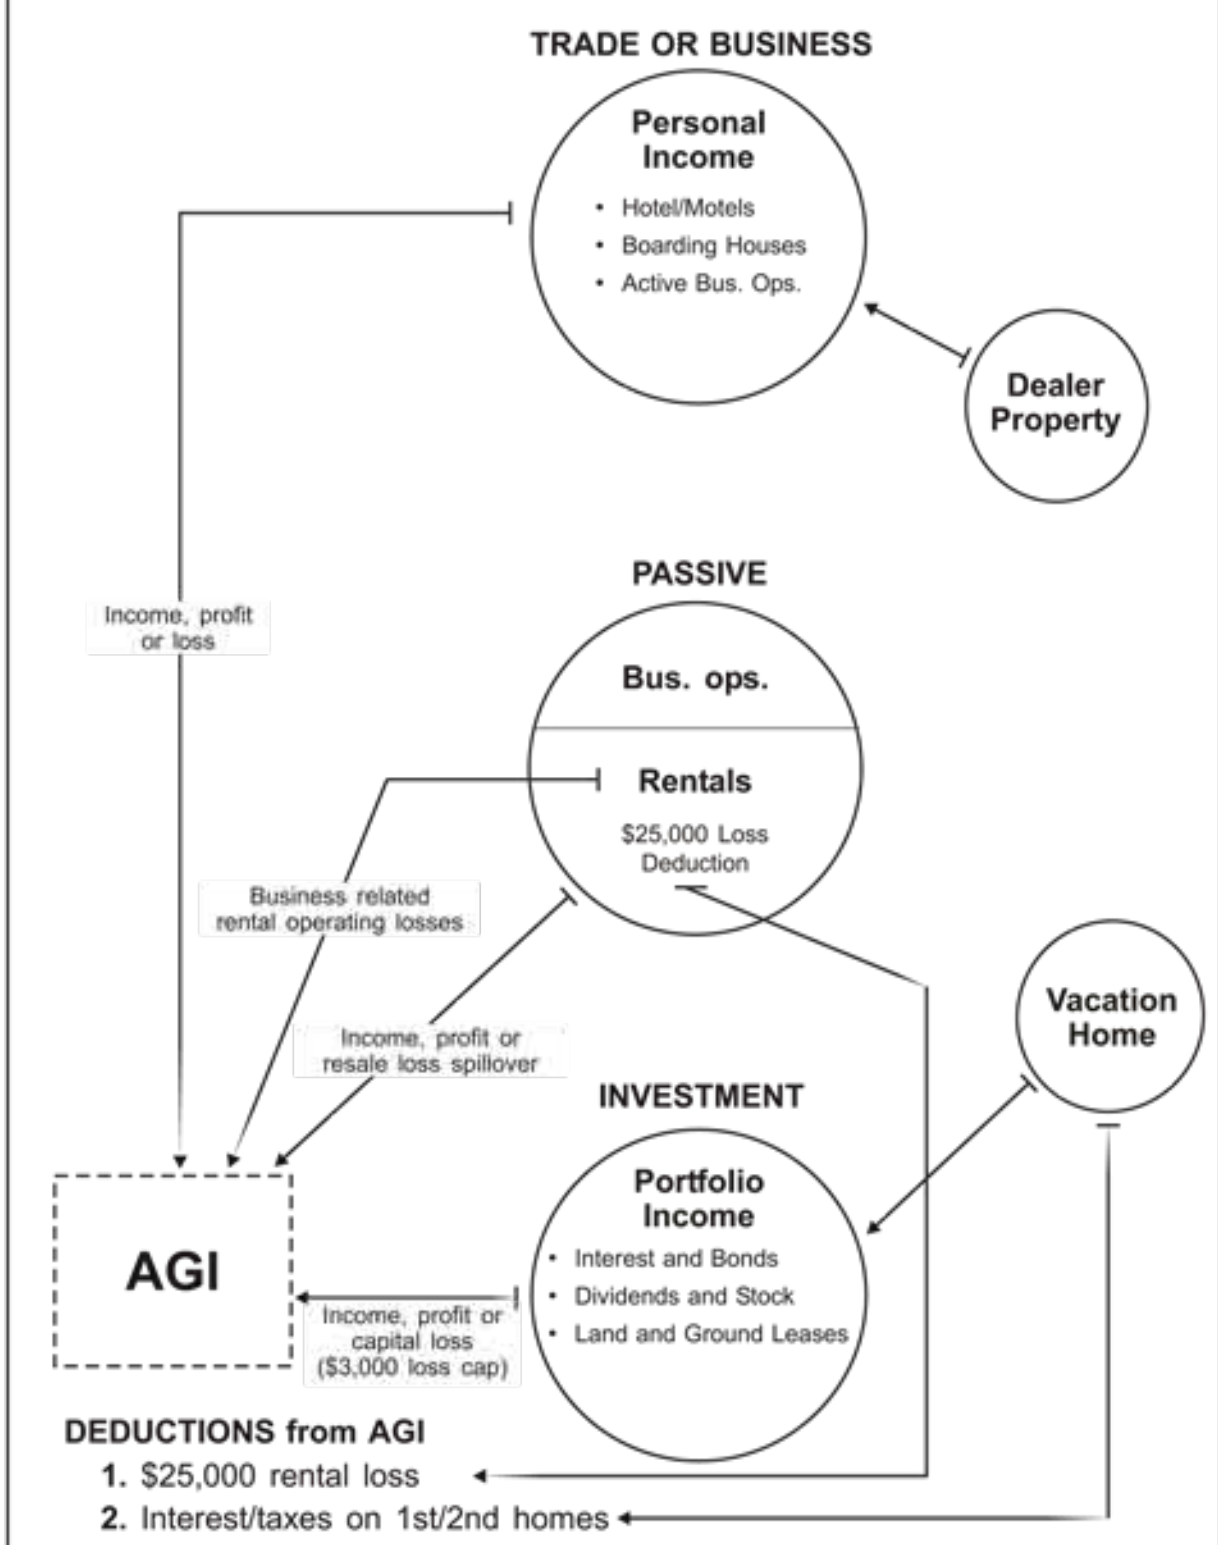 TRADE OR BUSINESS
Personal
Income
• Hotel/Motels
• Boarding Houses
• Active Bus. Ops.
Dealer
Property
Income, profit
or loss
PASSIVE
Bus. ops.
Rentals
$25,000 Loss
Deduction
Business related
rental operating losses
Income, profit or
resale loss spillover
Vacation
Home
INVESTMENT
Portfolio
Income
• Interest and Bonds
• Dividends and Stock
• Land and Ground Leases
AGI
Income, profit or
capital loss
($3,000 loss cap)
DEDUCTIONS from AGI
1. $25,000 rental loss
2. Interest/taxes on 1st/2nd homes